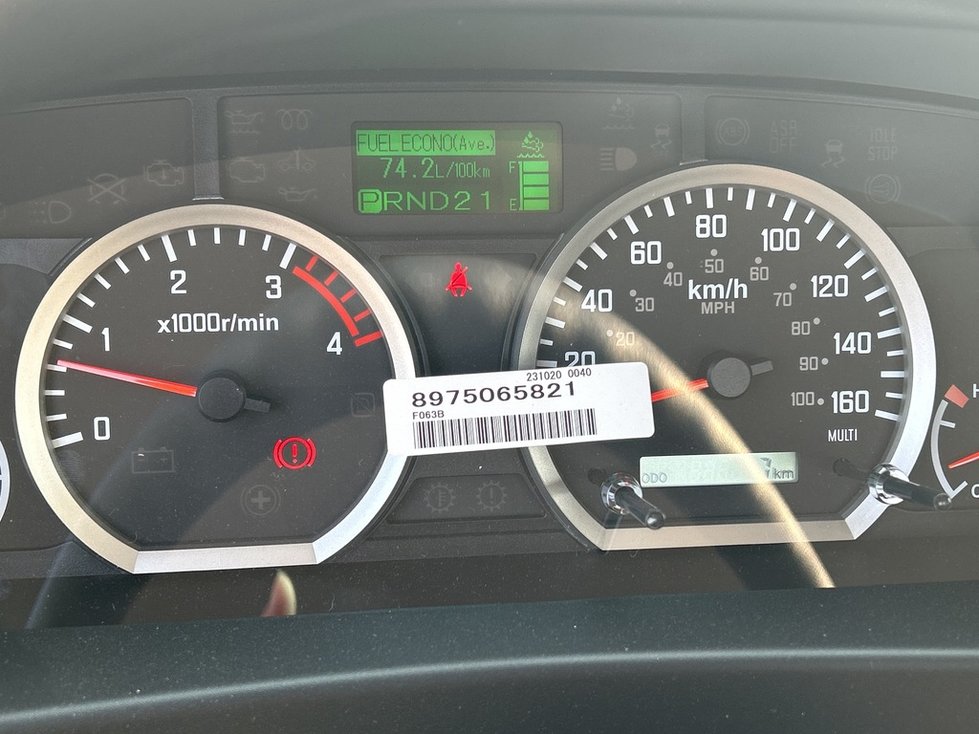 FUEL ECONO(Ave.)
74.2L/100km
F
E
PRND21
ASR
OFF
IDLE
STOP
0
1
2
3
4
x1000r/min
20
40
60
80
100
120
140
160
km/h
MPH
20
30
40
50
60
70
80
90
100
MULTI
ODO
km
231020 0040
8975065821
F063B
H
C